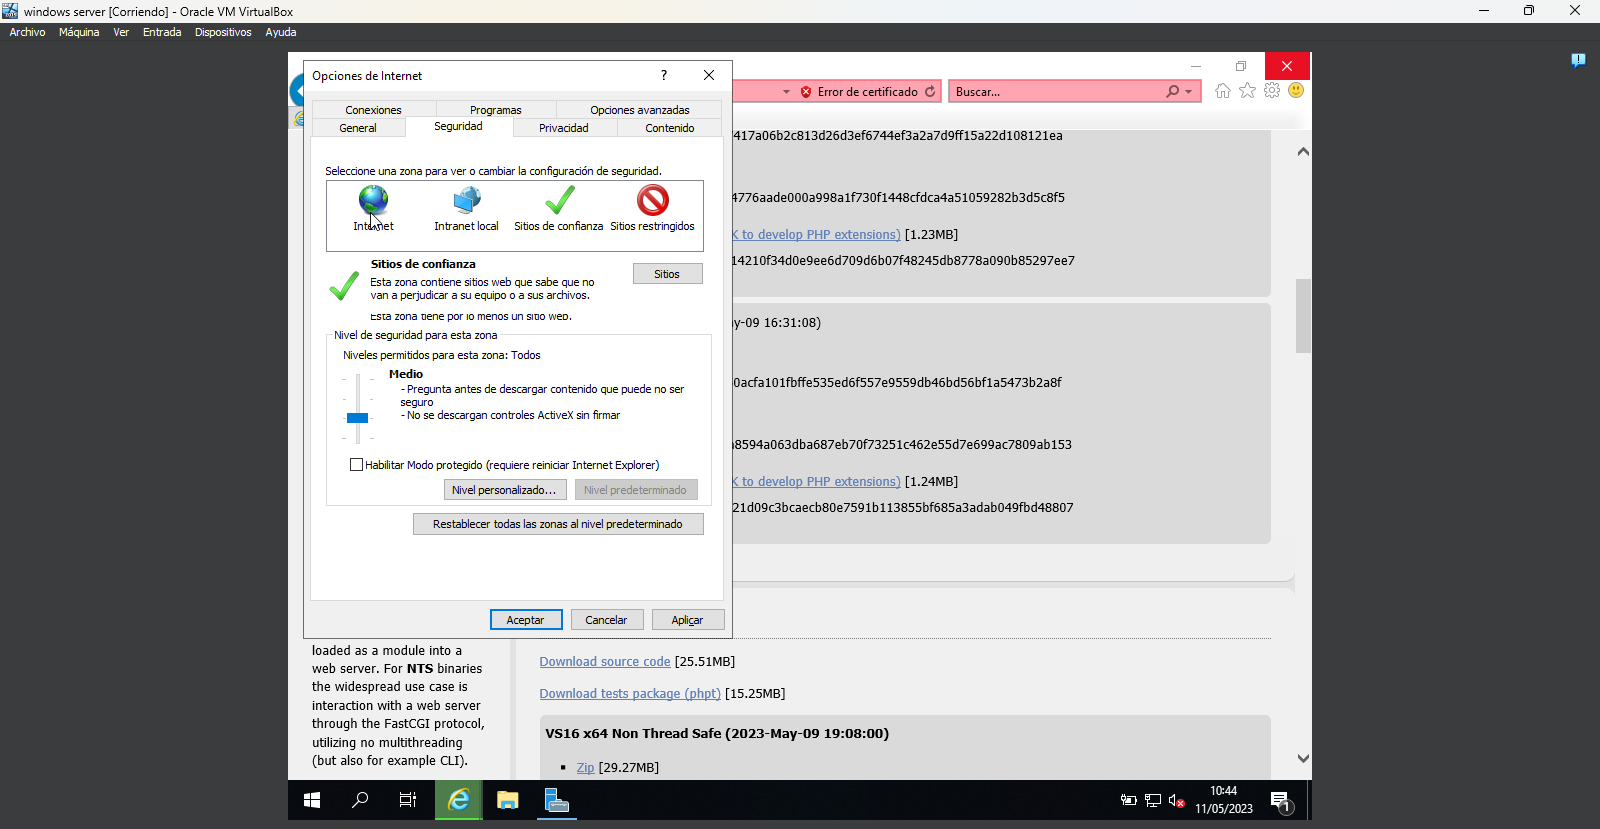 windows server [Corriendo] - Oracle VM VirtualBox
Archivo Máquina Ver Entrada Dispositivos Ayuda
Opciones de Internet
?
Error de certificado
Buscar...
Conexiones Programas Opciones avanzadas
General Seguridad Privacidad Contenido
Seleccione una zona para ver o cambiar la configuración de seguridad.
Internet Intranet local Sitios de confianza Sitios restringidos
Sitios de confianza
Sitios
Esta zona contiene sitios web que sabe que no
van a perjudicar a su equipo o a sus archivos.
Esta zona tiene por lo menos un sitio web.
Nivel de seguridad para esta zona
Niveles permitidos para esta zona: Todos
Medio
- Pregunta antes de descargar contenido que puede no ser
seguro
- No se descargan controles ActiveX sin firmar
Habilitar Modo protegido (requiere reiniciar Internet Explorer)
Nivel personalizado... Nivel predeterminado
Restablecer todas las zonas al nivel predeterminado
Aceptar Cancelar Aplicar
417a06b2c813d26d3ef6744ef3a2a7d9ff15a22d108121ea
4776aade000a998a1f730f1448cfdca4a51059282b3d5c8f5
K to develop PHP extensions) [1.23MB]
14210f34d0e9ee6d709d6b07f48245db8778a090b85297ee7
y-09 16:31:08)
0acfa101fbffe535ed6f557e9559db46bd56bf1a5473b2a8f
8594a063dba687eb70f73251c462e55d7e699ac7809ab153
K to develop PHP extensions) [1.24MB]
21d09c3bcaecb80e7591b113855bf685a3adab049fbd48807
loaded as a module into a
web server. For NTS binaries
the widespread use case is
interaction with a web server
through the FastCGI protocol,
utilizing no multithreading
(but also for example CLI).
Download source code [25.51MB]
Download tests package (phpt) [15.25MB]
VS16 x64 Non Thread Safe (2023-May-09 19:08:00)
Zip [29.27MB]
10:44
11/05/2023
1